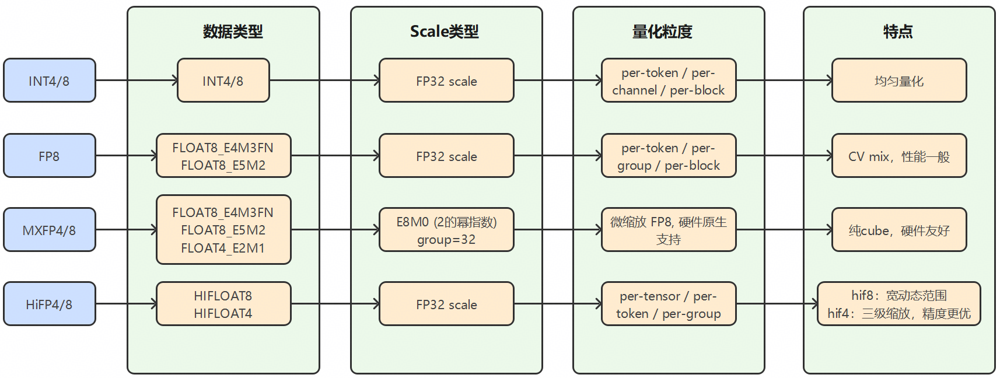 数据类型
Scale类型
量化粒度
特点
INT4/8
INT4/8
FP32 scale
per-token / per-
channel / per-block
均匀量化
FP8
FLOAT8_E4M3FN
FLOAT8_E5M2
FP32 scale
per-token / per-
group / per-block
CV mix，性能一般
MXFP4/8
FLOAT8_E4M3FN
FLOAT8_E5M2
FLOAT4_E2M1
E8M0 (2的幂指数)
group=32
微缩放 FP8, 硬件原生
支持
纯cube，硬件友好
HiFP4/8
HIFLOAT8
HIFLOAT4
FP32 scale
per-tensor / per-
token / per-group
hif8：宽动态范围
hif4：三级缩放，精度更优